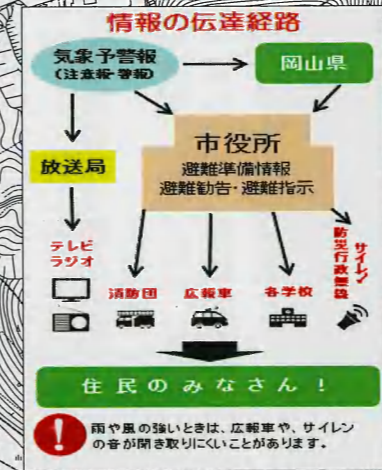 情報の伝達経路
気象予警報
(注意報・警報)
岡山県
放送局
市役所
避難準備情報
避難勧告・避難指示
テレビ
ラジオ
消防団
広報車
各学校
サイレン
防災行政無線
住民のみなさん!
雨や風の強いときは、広報車や、サイレン
の音が聞き取りにくいことがあります。